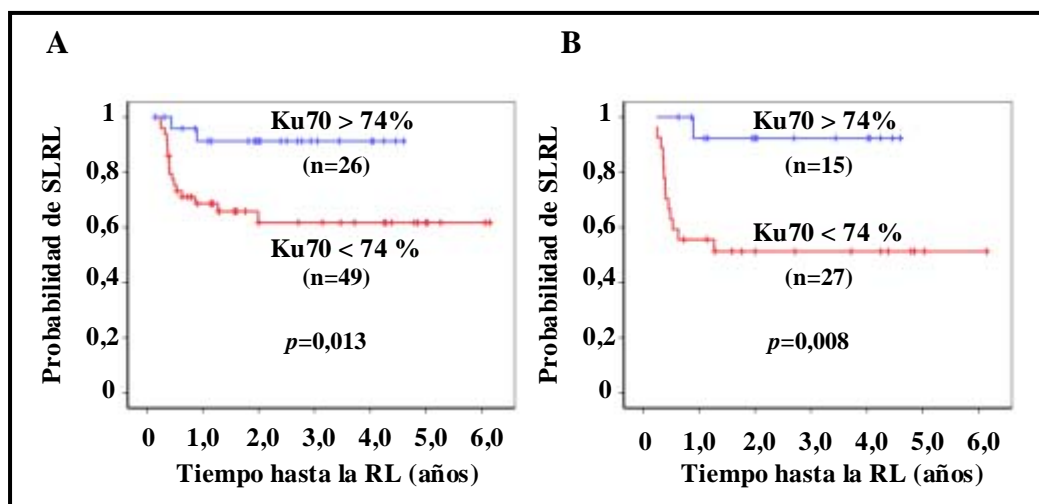 A
Probabilidad de SLRL
1
0,8
0,6
0,4
0,2
0
Ku70 > 74%
(n=26)
Ku70 < 74 %
(n=49)
p=0,013
0 1,0 2,0 3,0 4,0 5,0 6,0
Tiempo hasta la RL (años)
B
Probabilidad de SLRL
1
0,8
0,6
0,4
0,2
0
Ku70 > 74%
(n=15)
Ku70 < 74 %
(n=27)
p=0,008
0 1,0 2,0 3,0 4,0 5,0 6,0
Tiempo hasta la RL (años)